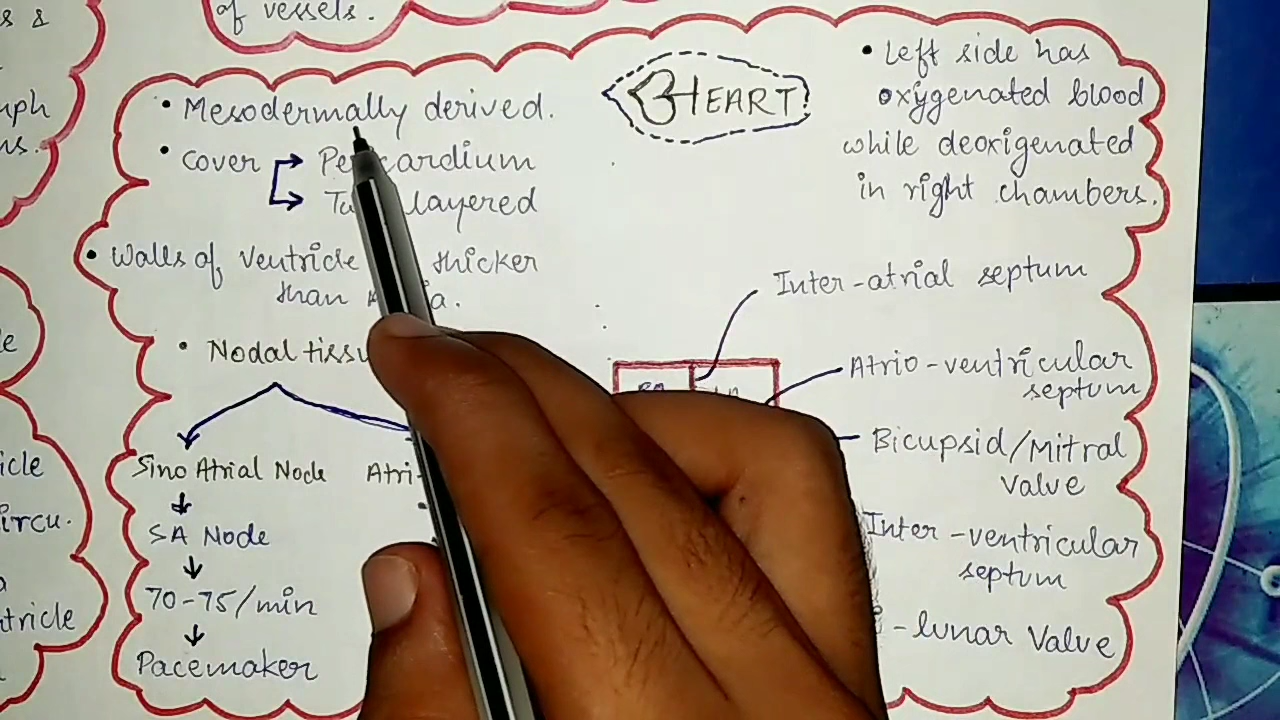 of vessels.
HEART
• Mesodermally derived.
• Cover
layered
• Walls of ventricle thicker
than
• Nodal
Sino Atrial Node
SA Node
70-75/min
Pacemaker
• Left side has
oxygenated blood
while deoxigenated
in right chambers.
Inter-atrial septum
Atrio-ventricular
septum
Bicupsid/Mitral
Valve
Inter-ventricular
septum
-lunar Valve